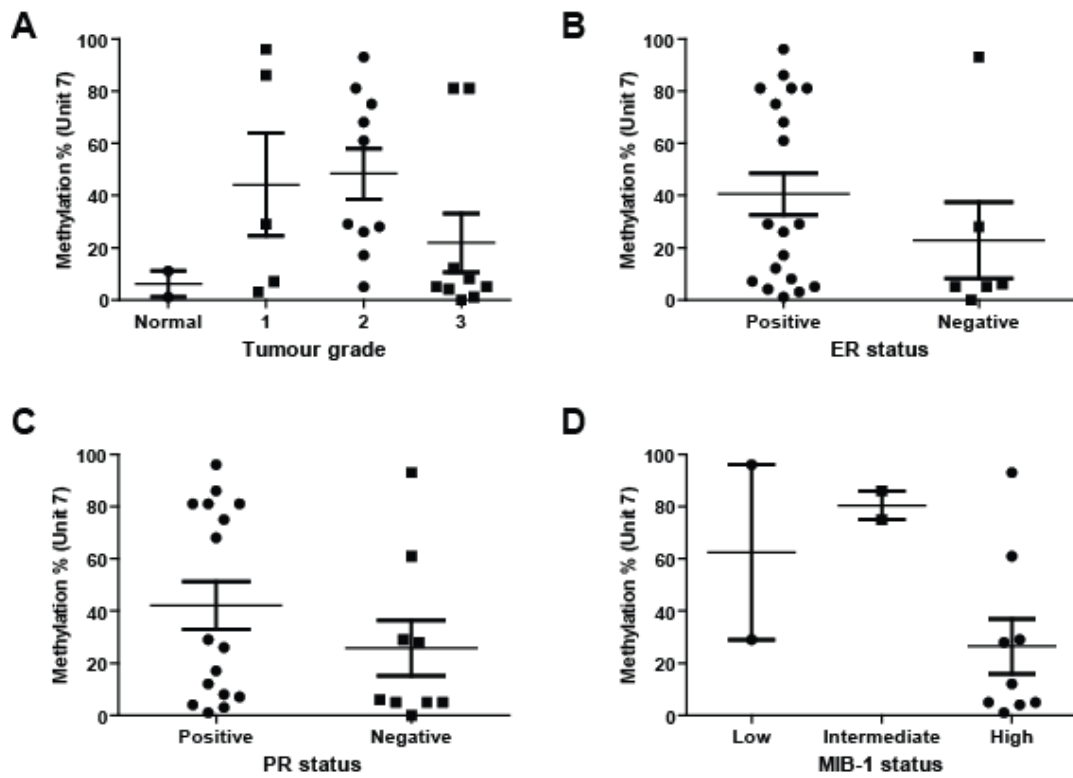 A
Methylation % (Unit 7)
100
80
60
40
20
0
Normal 1 2 3
Tumour grade
B
Methylation % (Unit 7)
100
80
60
40
20
0
Positive Negative
ER status
C
Methylation % (Unit 7)
100
80
60
40
20
0
Positive Negative
PR status
D
Methylation % (Unit 7)
100
80
60
40
20
0
Low Intermediate High
MIB-1 status